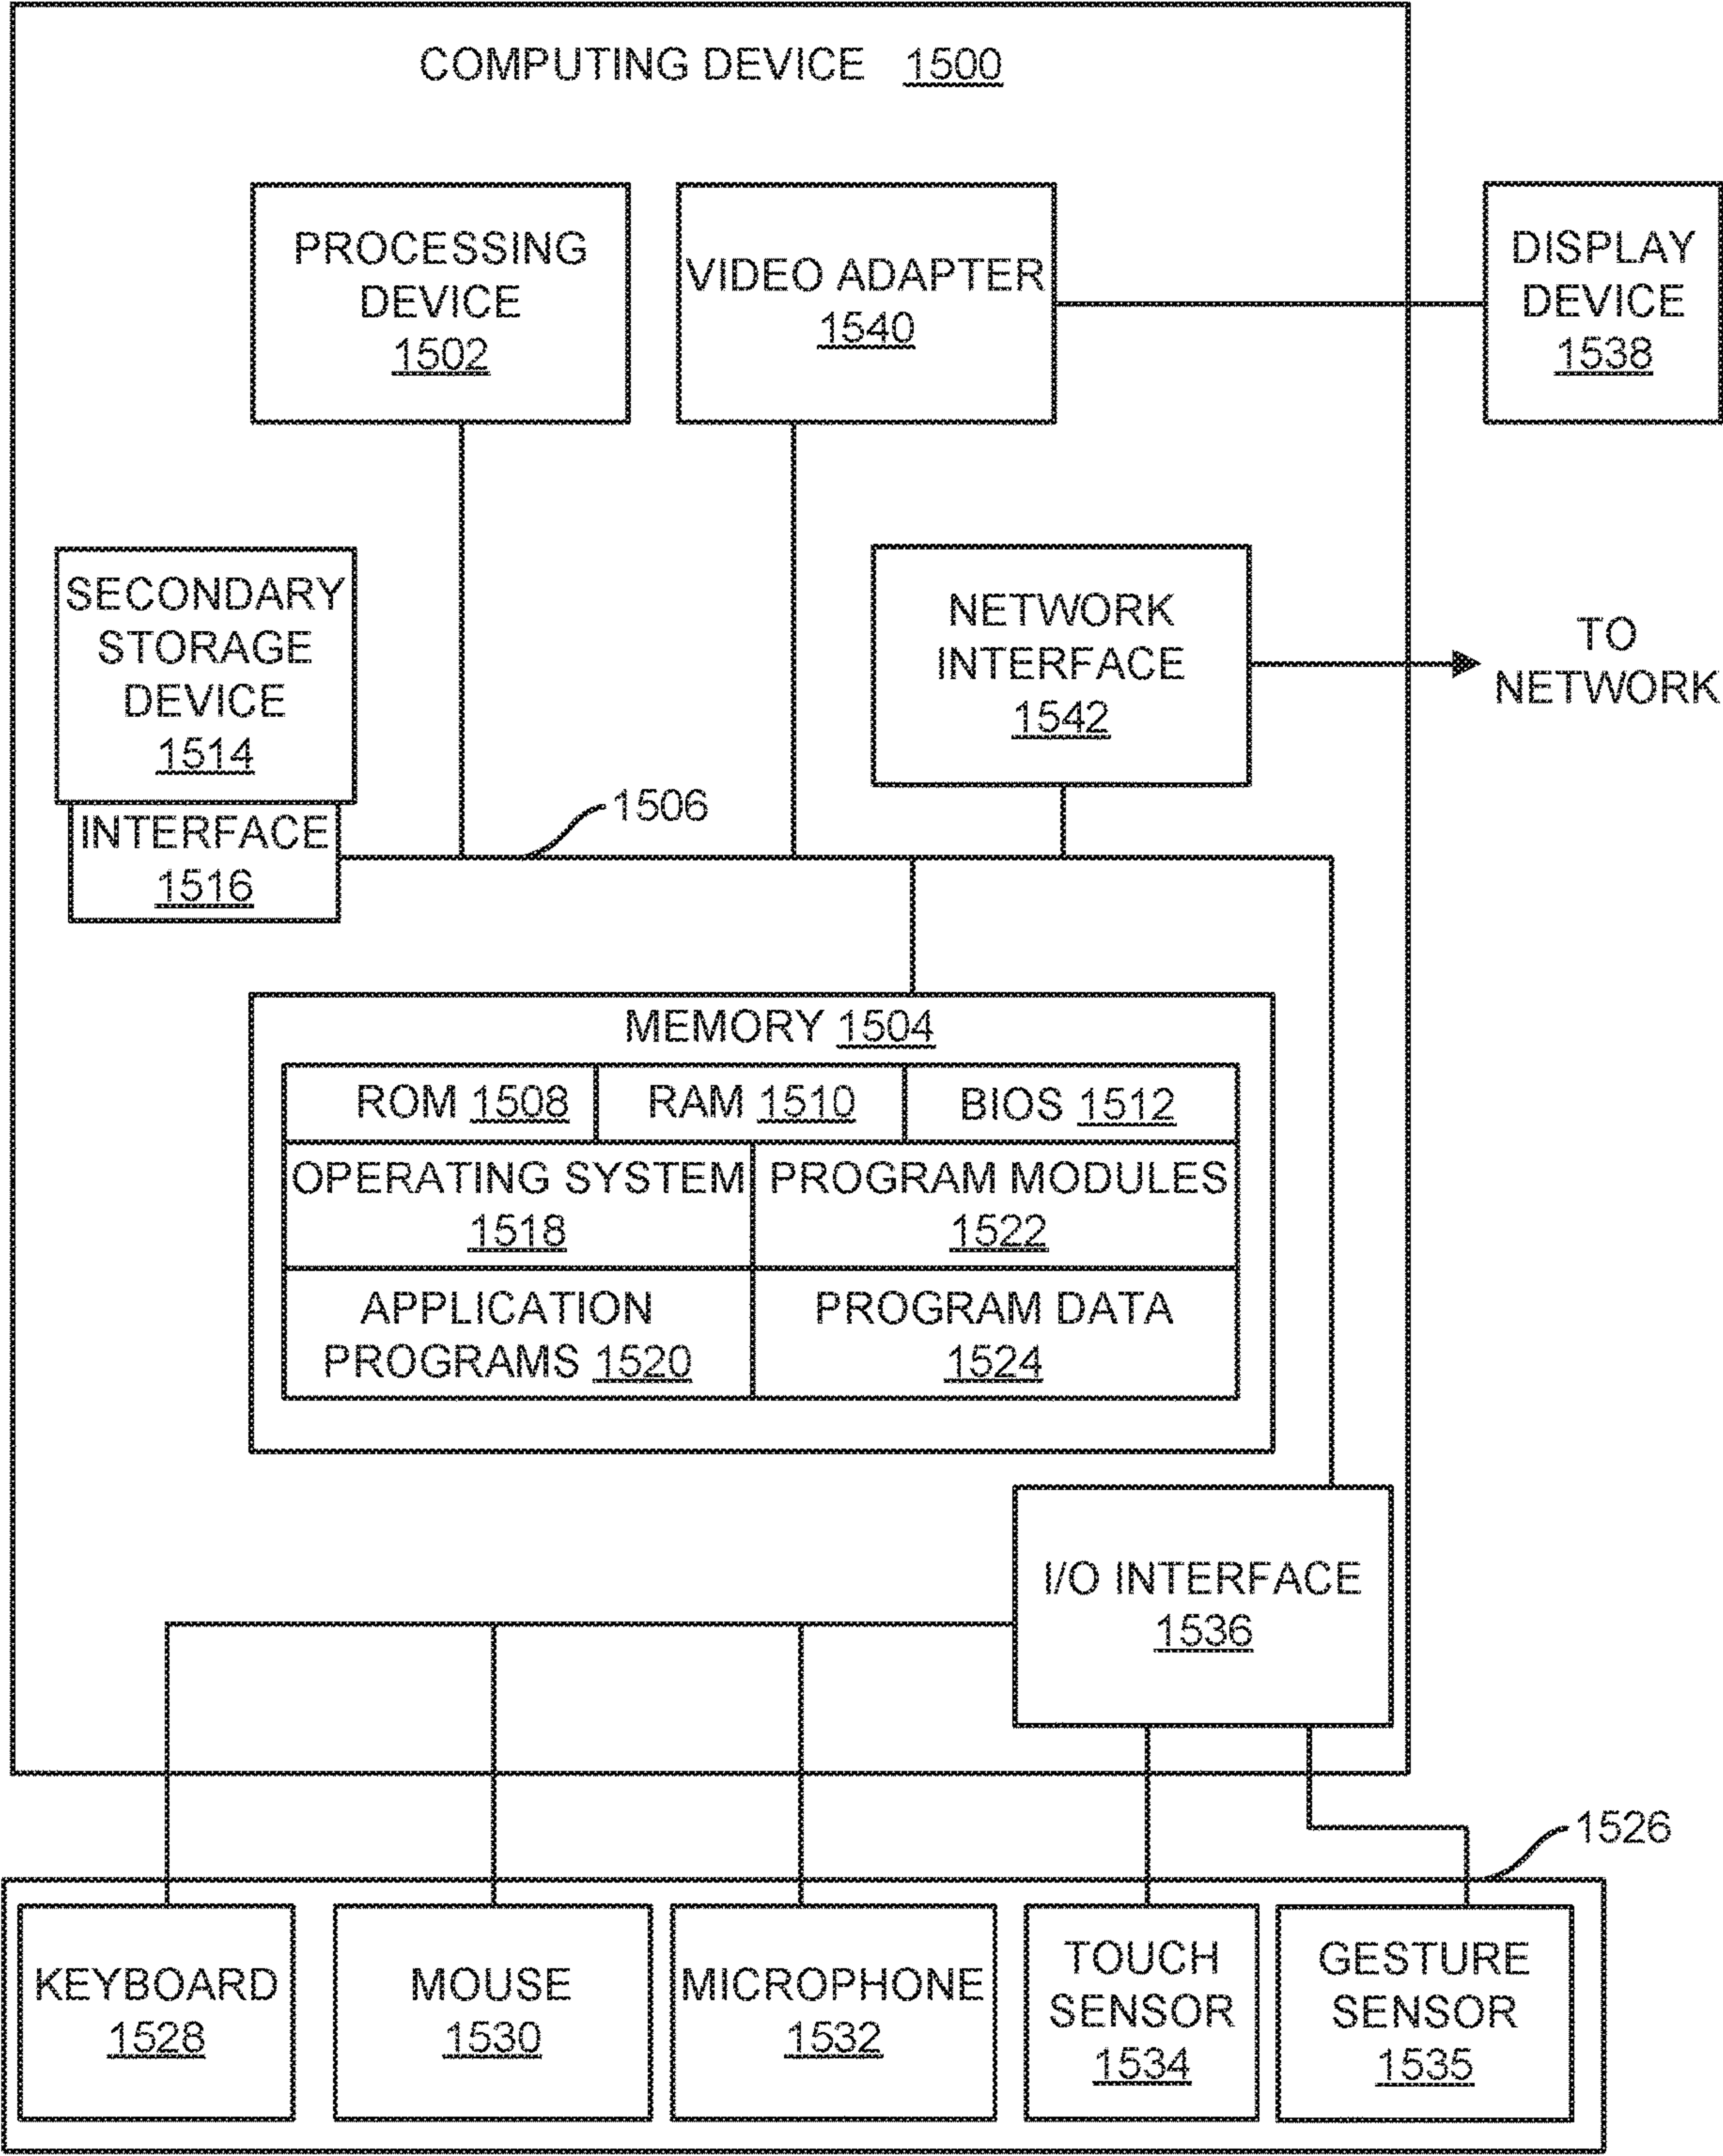 COMPUTING DEVICE 1500
PROCESSING
DEVICE
1502
VIDEO ADAPTER
1540
DISPLAY
DEVICE
1538
SECONDARY
STORAGE
DEVICE
1514
INTERFACE
1516
NETWORK
INTERFACE
1542
TO
NETWORK
1506
MEMORY 1504
ROM 1508
RAM 1510
BIOS 1512
OPERATING SYSTEM
1518
PROGRAM MODULES
1522
APPLICATION
PROGRAMS 1520
PROGRAM DATA
1524
I/O INTERFACE
1536
1526
KEYBOARD
1528
MOUSE
1530
MICROPHONE
1532
TOUCH
SENSOR
1534
GESTURE
SENSOR
1535